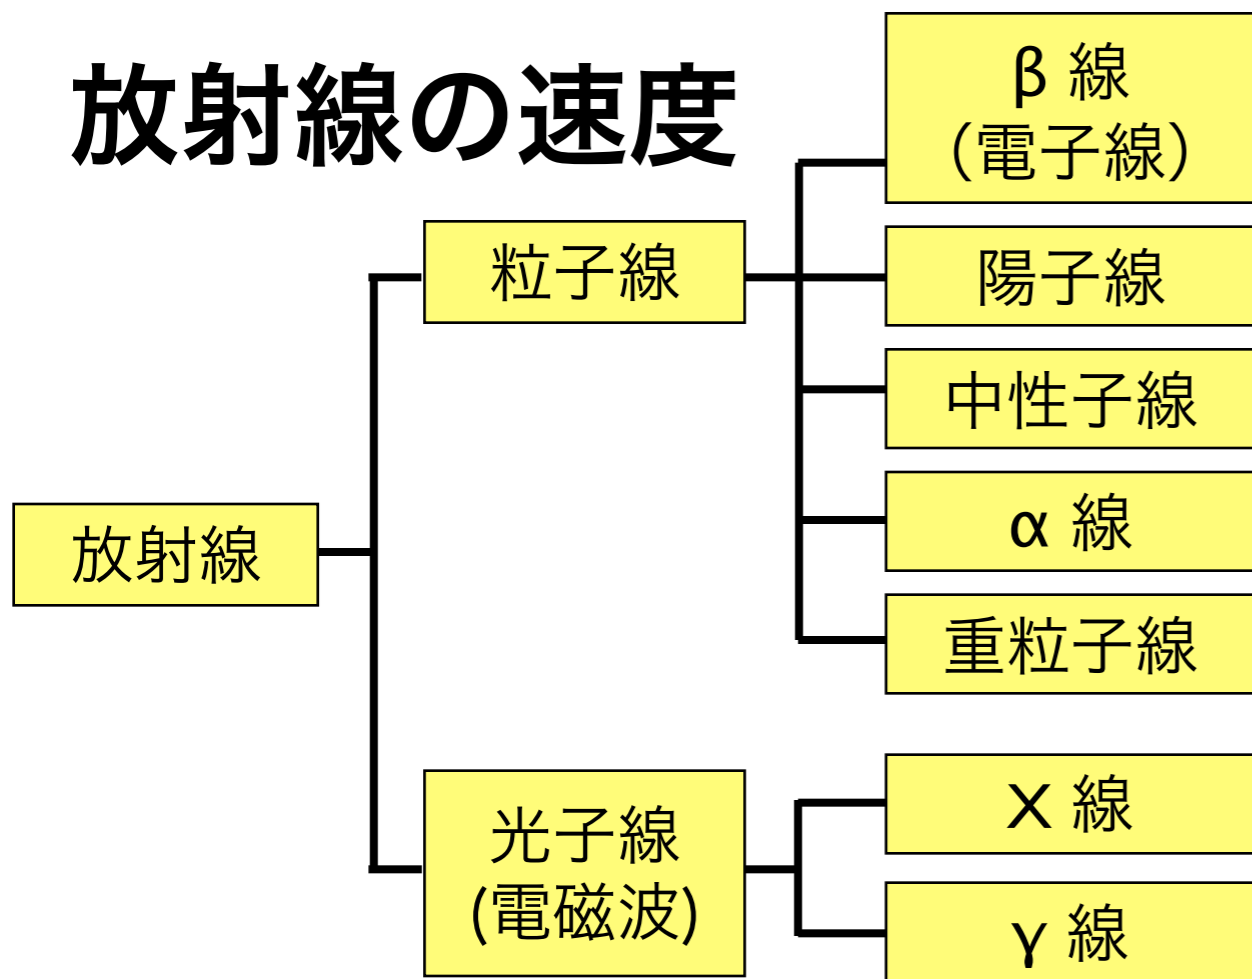 放射線の速度
放射線
粒子線
β 線
（電子線）
陽子線
中性子線
α 線
重粒子線
光子線
(電磁波)
X 線
γ 線